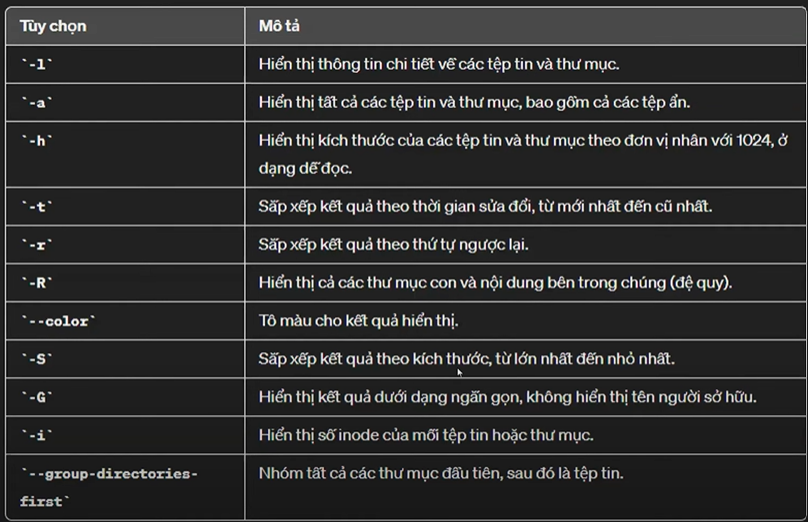 Tùy chọn Mô tả
`-l` Hiển thị thông tin chi tiết về các tệp tin và thư mục.
`-a` Hiển thị tất cả các tệp tin và thư mục, bao gồm cả các tệp ẩn.
`-h` Hiển thị kích thước của các tệp tin và thư mục theo đơn vị nhân với 1024, ở
dạng dễ đọc.
`-t` Sắp xếp kết quả theo thời gian sửa đổi, từ mới nhất đến cũ nhất.
`-r` Sắp xếp kết quả theo thứ tự ngược lại.
`-R` Hiển thị cả các thư mục con và nội dung bên trong chúng (đệ quy).
`--color` Tô màu cho kết quả hiển thị.
`-S` Sắp xếp kết quả theo kích thước, từ lớn nhất đến nhỏ nhất.
`-G` Hiển thị kết quả dưới dạng ngắn gọn, không hiển thị tên người sở hữu.
`-i` Hiển thị số inode của mỗi tệp tin hoặc thư mục.
`--group-directories-
first`
Nhóm tất cả các thư mục đầu tiên, sau đó là tệp tin.